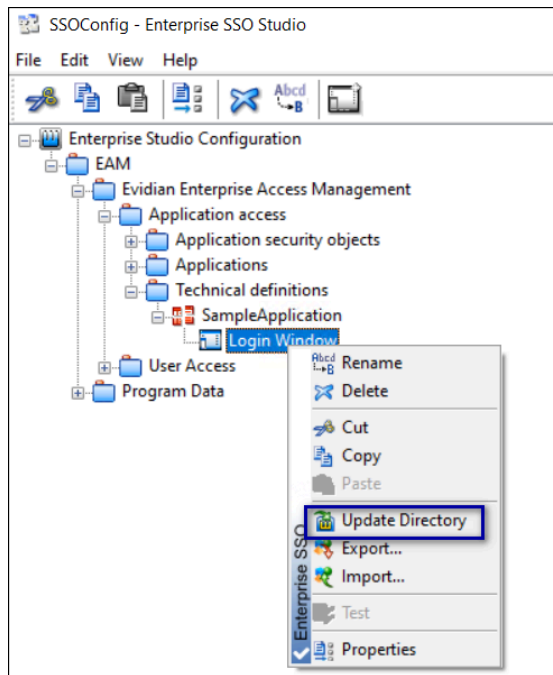 SSOConfig - Enterprise SSO Studio
File Edit View Help
Abcd
B
Enterprise Studio Configuration
EAM
Evidian Enterprise Access Management
Application access
Application security objects
Applications
Technical definitions
SampleApplication
Login Window
User Access
Program Data
Abcd
B
Rename
Delete
Cut
Copy
Paste
Update Directory
Export...
Import...
Test
Properties
Enterprise SSO